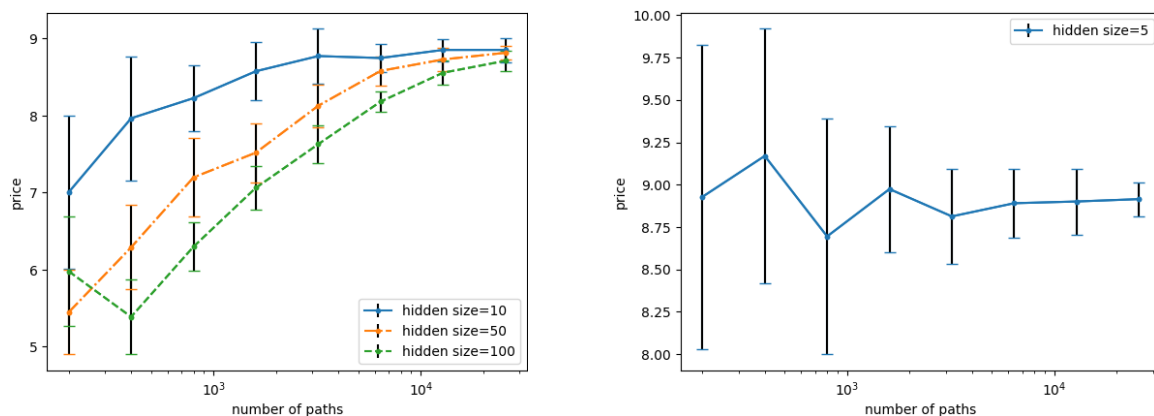 9
8
7
6
5
price
10³
10⁴
number of paths
hidden size=10
hidden size=50
hidden size=100
10.00
9.75
9.50
9.25
9.00
8.75
8.50
8.25
8.00
price
10³
10⁴
number of paths
hidden size=5